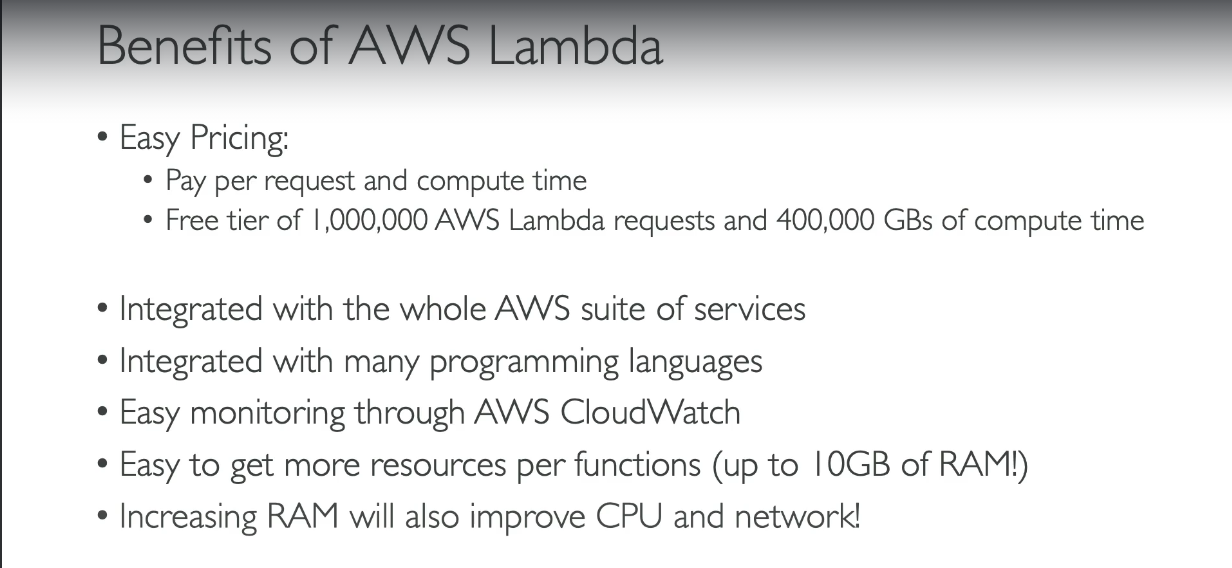 Benefits of AWS Lambda
• Easy Pricing:
• Pay per request and compute time
• Free tier of 1,000,000 AWS Lambda requests and 400,000 GBs of compute time
• Integrated with the whole AWS suite of services
• Integrated with many programming languages
• Easy monitoring through AWS CloudWatch
• Easy to get more resources per functions (up to 10GB of RAM!)
• Increasing RAM will also improve CPU and network!